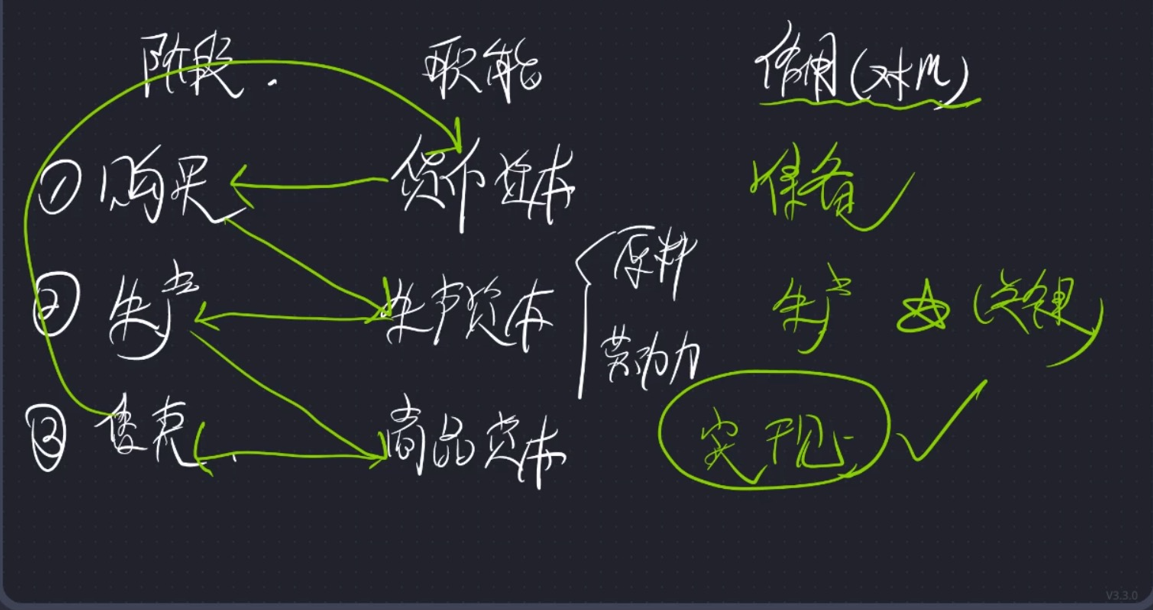 阶段. 职能 作用(对m)
① 购买 货币资本 准备
原料
② 生产 生产资本 生产
劳动力
③ 售卖 商品资本 实现
V3.3.0